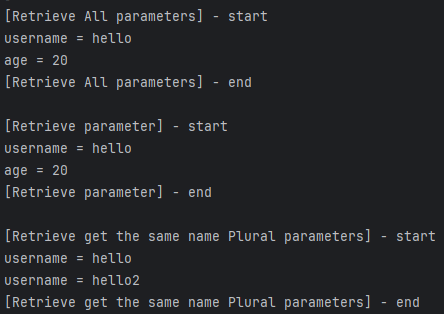 [Retrieve All parameters] - start
username = hello
age = 20
[Retrieve All parameters] - end
[Retrieve parameter] - start
username = hello
age = 20
[Retrieve parameter] - end
[Retrieve get the same name Plural parameters] - start
username = hello
username = hello2
[Retrieve get the same name Plural parameters] - end